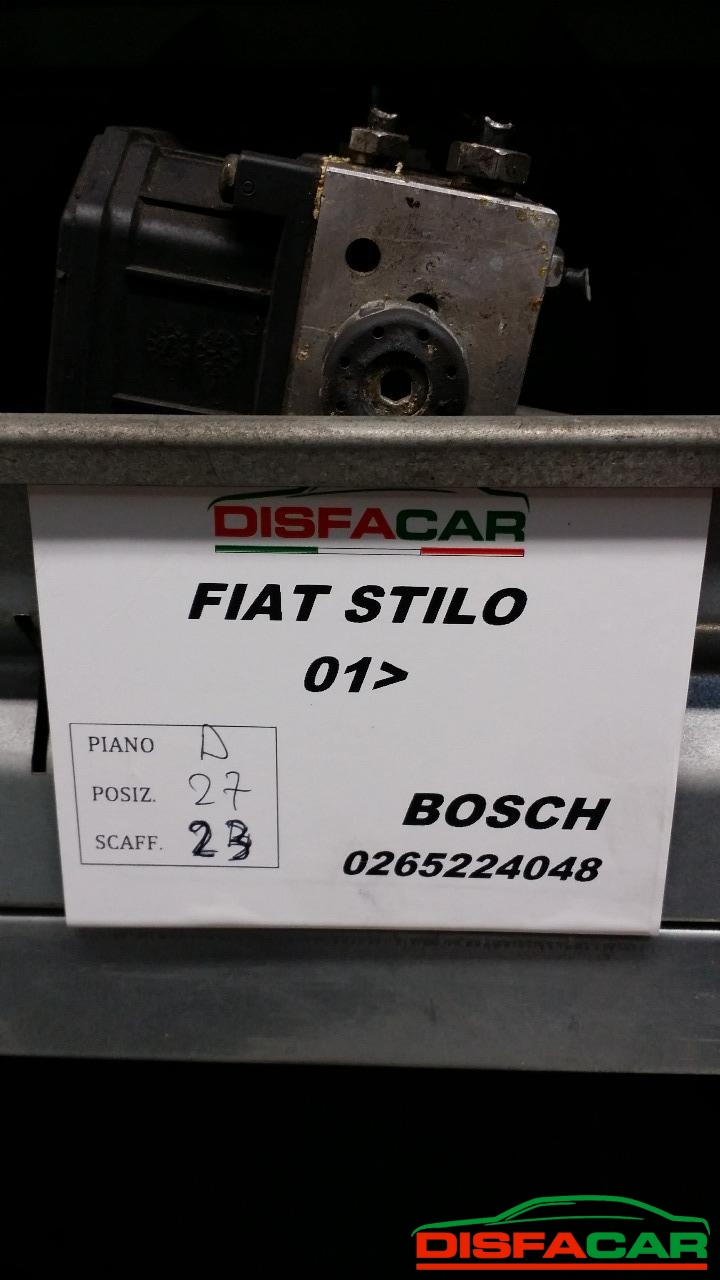 DISFACAR
FIAT STILO
01>
PIANO D
POSIZ. 27
SCAFF. 23
BOSCH
0265224048
DISFACAR